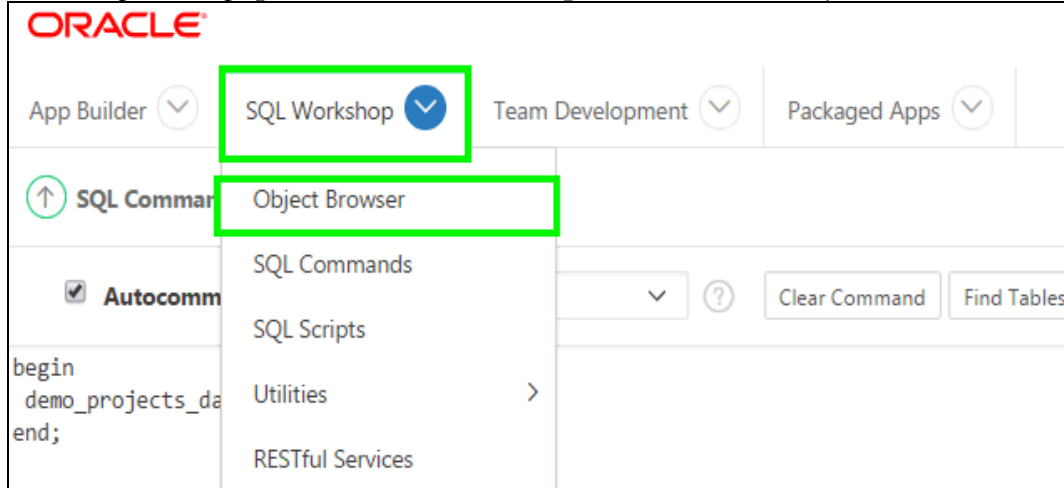 ORACLE
App Builder SQL Workshop Team Development Packaged Apps
SQL Comman Object Browser
SQL Commands
Autocomm Clear Command Find Tables
SQL Scripts
begin
demo_projects_da Utilities
end;
RESTful Services